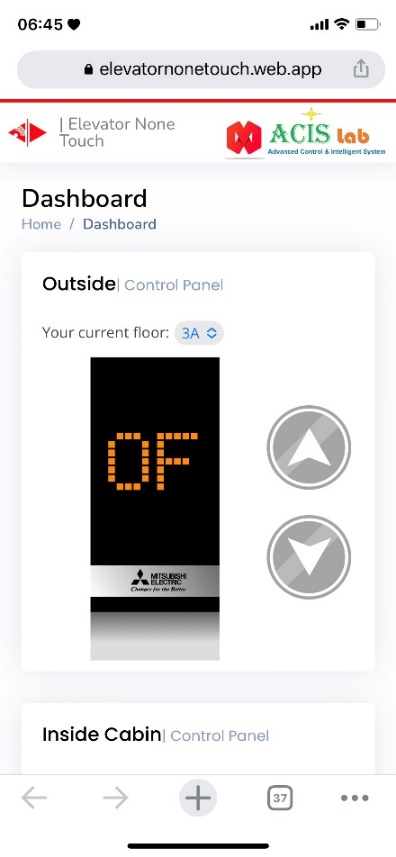 06:45
elevatornonetouch.web.app
| Elevator None
Touch
ACIS Lab
Advanced Control & Intelligent System
Dashboard
Home / Dashboard
Outside| Control Panel
Your current floor: 3A
OF
MITSUBISHI
ELECTRIC
Changes for the Better
Inside Cabin| Control Panel
37